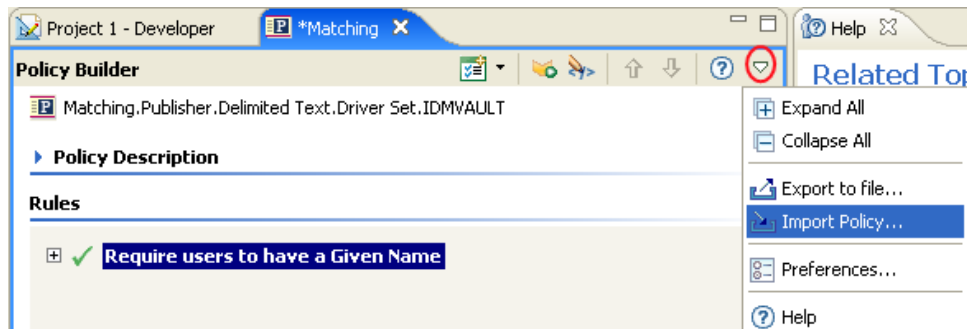 Project 1 - Developer
*Matching
Help
Policy Builder
Related Top
Matching.Publisher.Delimited Text.Driver Set.IDMVAULT
Policy Description
Rules
Require users to have a Given Name
Expand All
Collapse All
Export to file...
Import Policy...
Preferences...
Help